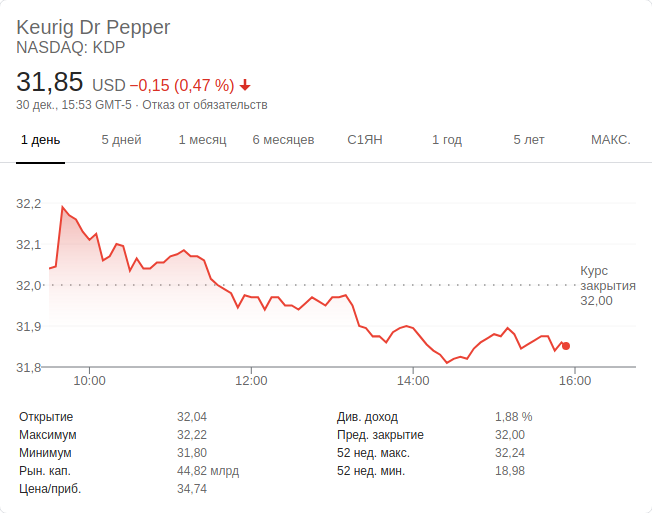 Keurig Dr Pepper
NASDAQ: KDP
31,85 USD −0,15 (0,47 %)
30 дек., 15:53 GMT-5 · Отказ от обязательств
1 день 5 дней 1 месяц 6 месяцев С1ЯН 1 год 5 лет МАКС.
32,2
32,1
32,0
31,9
31,8
Курс
закрытия
32,00
10:00 12:00 14:00 16:00
Открытие 32,04 Див. доход 1,88 %
Максимум 32,22 Пред. закрытие 32,00
Минимум 31,80 52 нед. макс. 32,24
Рын. кап. 44,82 млрд 52 нед. мин. 18,98
Цена/приб. 34,74